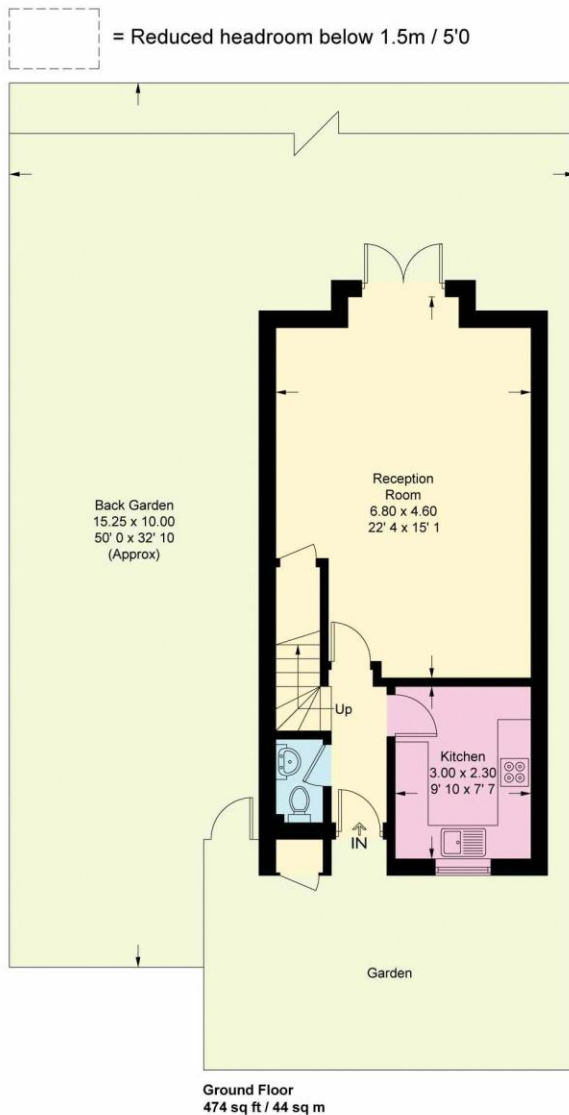 = Reduced headroom below 1.5m / 5'0
Back Garden
15.25 x 10.00
50' 0 x 32' 10
(Approx)
Reception
Room
6.80 x 4.60
22' 4 x 15' 1
Up
Kitchen
3.00 x 2.30
9' 10 x 7' 7
IN
Garden
Ground Floor
474 sq ft / 44 sq m